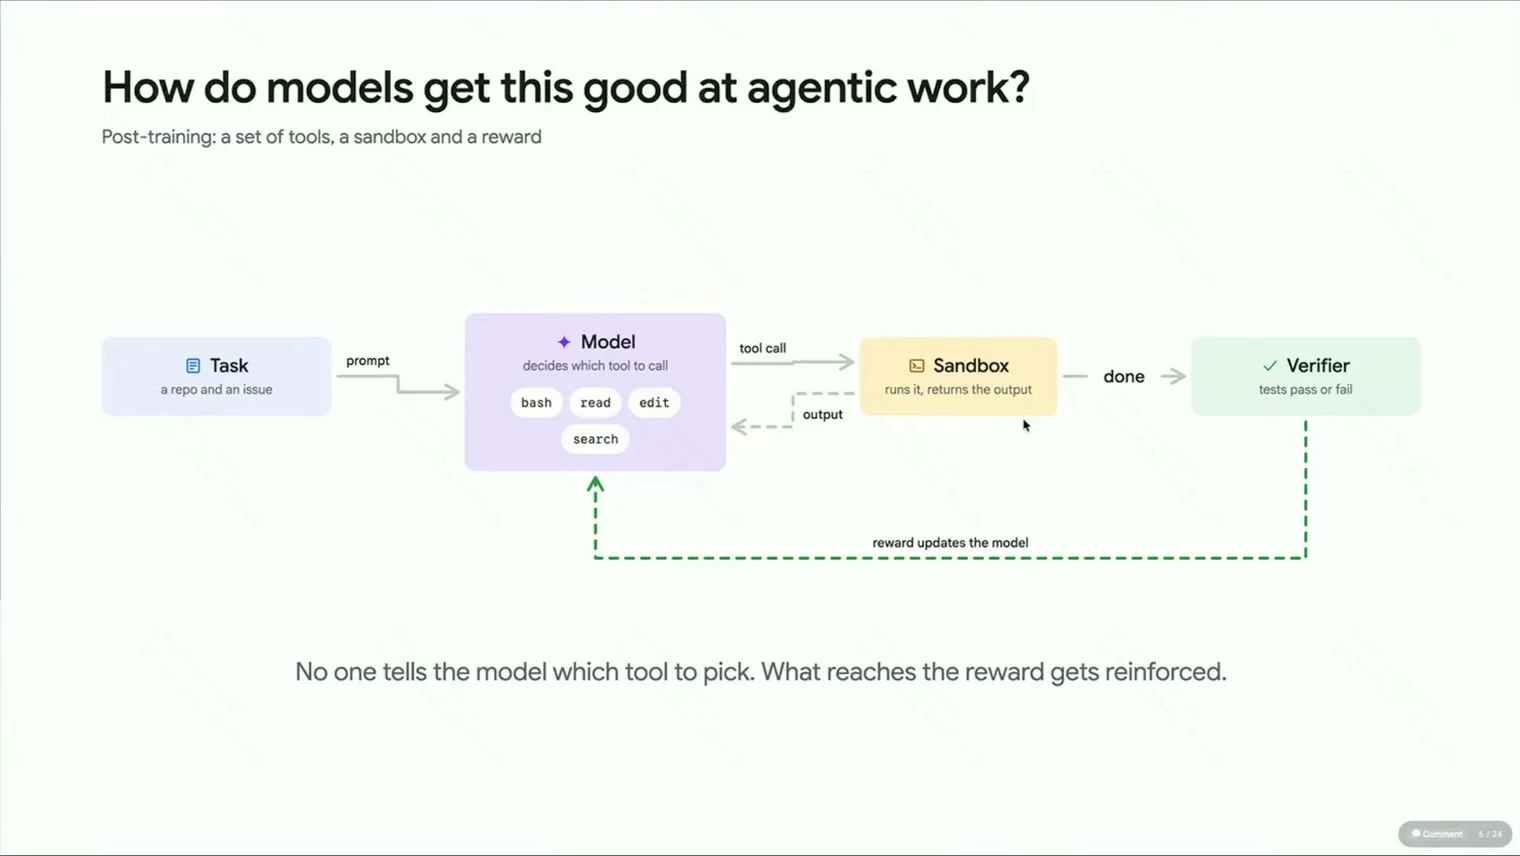 How do models get this good at agentic work?
Post-training: a set of tools, a sandbox and a reward
Task
a repo and an issue
prompt
Model
decides which tool to call
bash
read
edit
search
tool call
output
Sandbox
runs it, returns the output
done
Verifier
tests pass or fail
reward updates the model
No one tells the model which tool to pick. What reaches the reward gets reinforced.
Comment
6 / 24